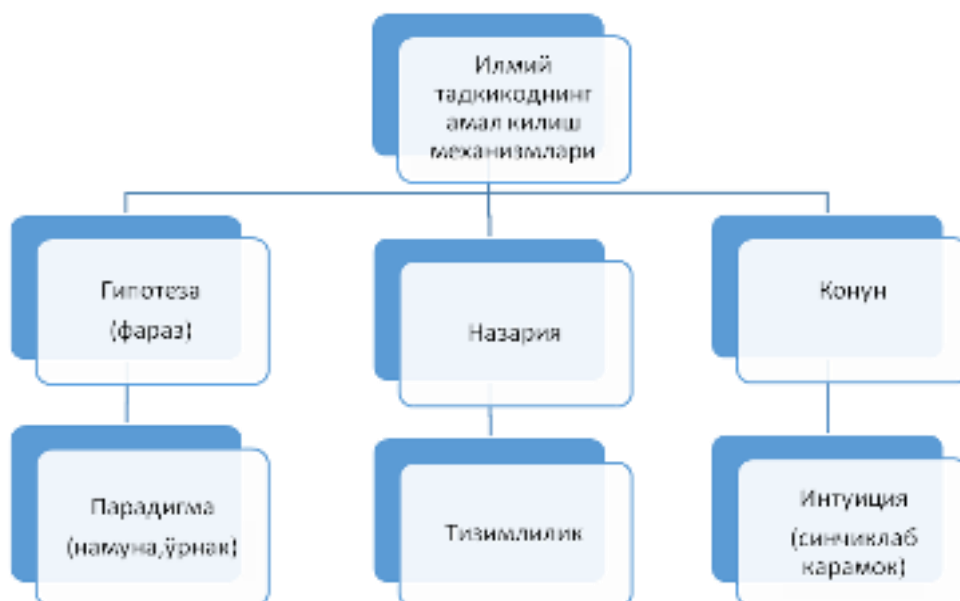 Илмий
тадкикоднинг
амал килиш
механизмлари
Гипотеза
(фараз)
Назария
Конун
Парадигма
(намуна,ўрнак)
Тизимлилик
Интуиция
(синчиклаб
карамок)